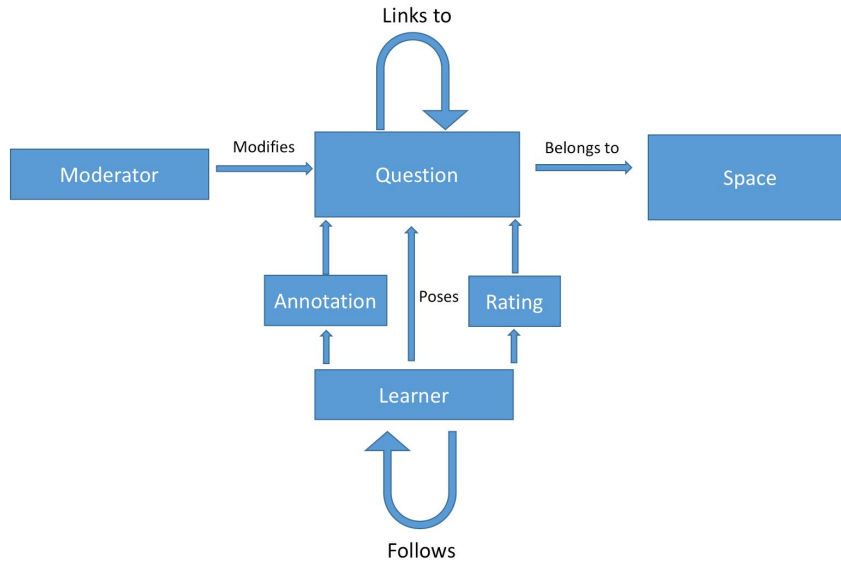 Links to
Modifies
Belongs to
Moderator
Question
Space
Annotation
Poses
Rating
Learner
Follows